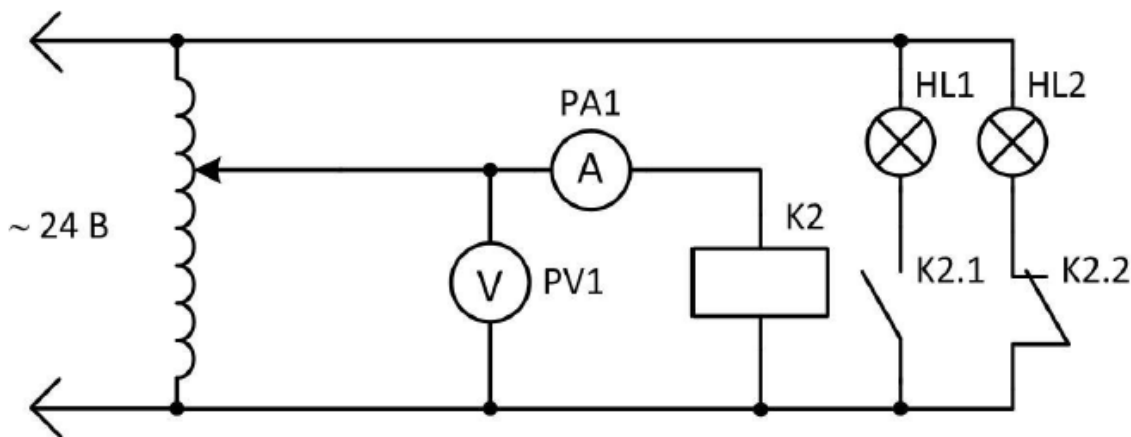 HL1
HL2
PA1
A
~ 24 В
K2
V
PV1
K2.1
K2.2